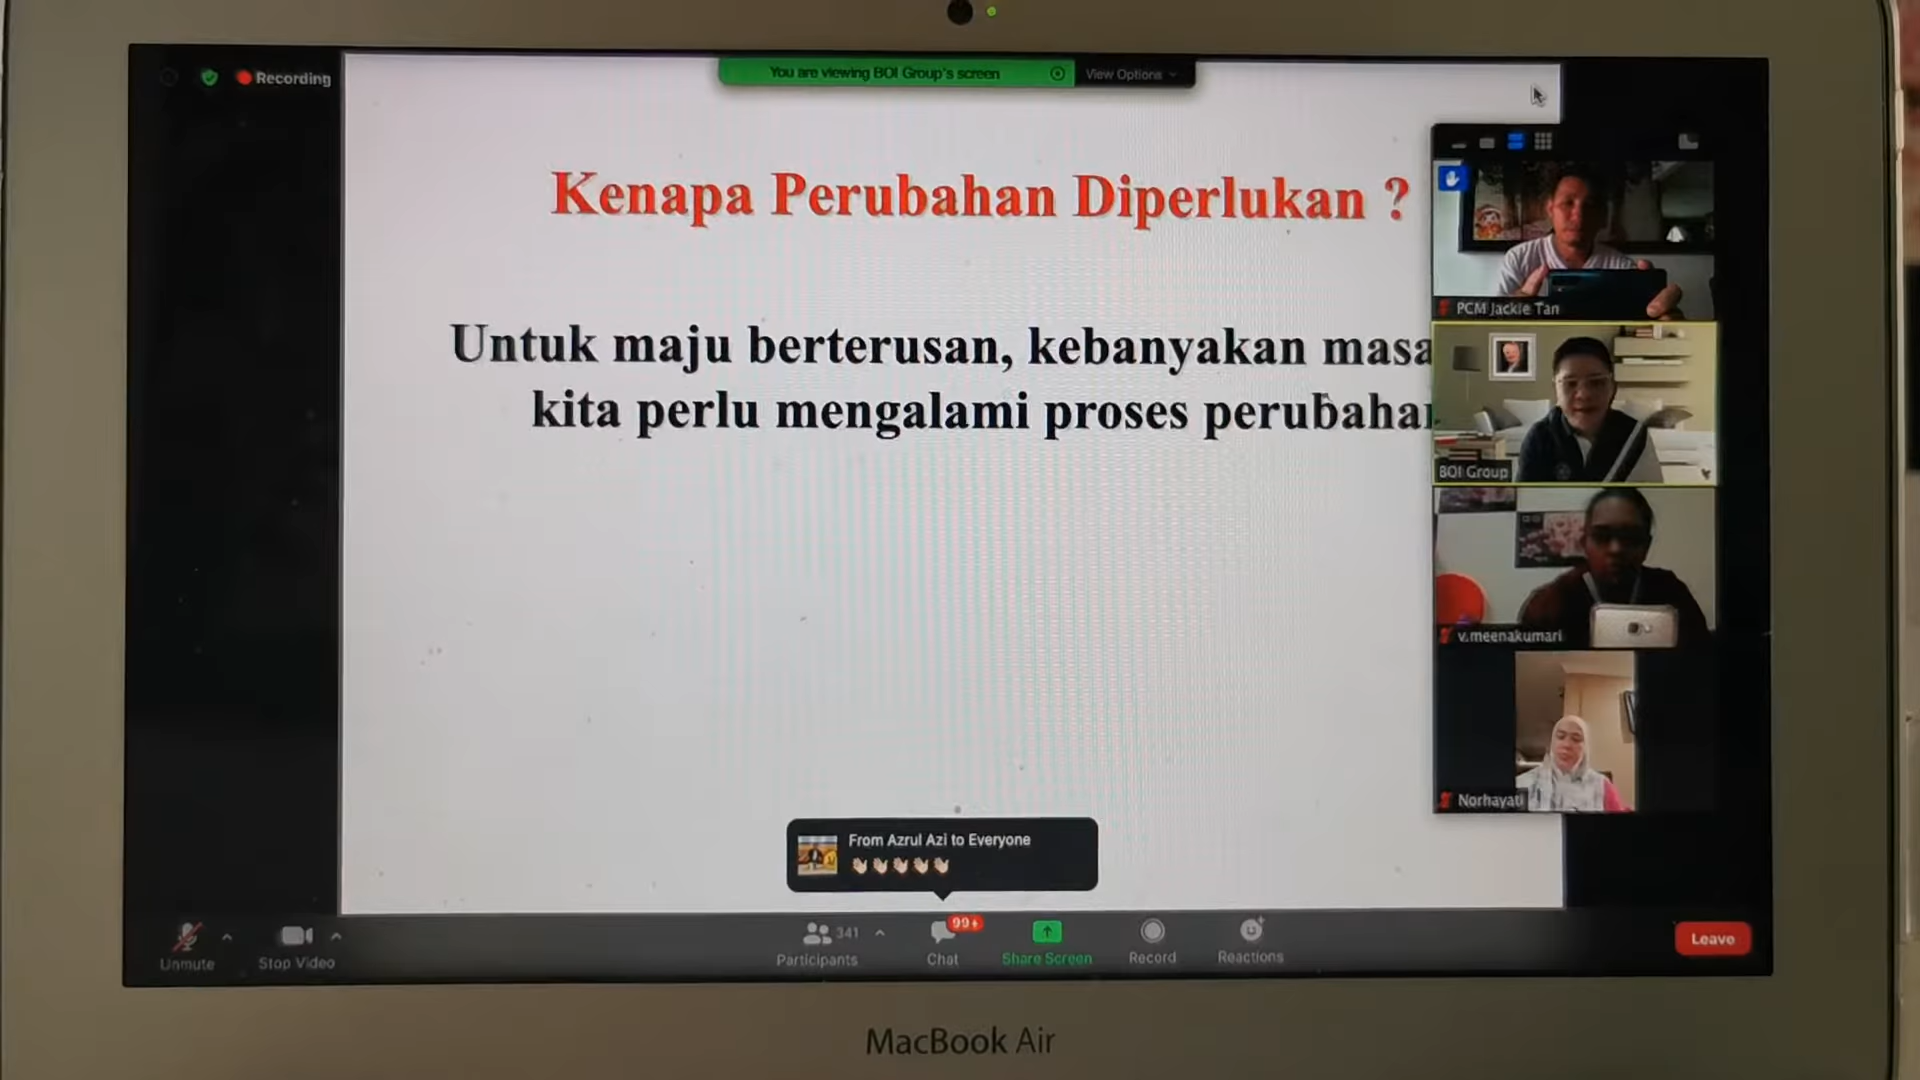 Recording
You are viewing BOI Group's screen
View Options
Kenapa Perubahan Diperlukan ?
Untuk maju berterusan, kebanyakan masa
kita perlu mengalami proses
PCM Jackie Tan
BOI Group
v.meenakumari
Norhayati
From Azrul Azi to Everyone
👏🏻👏🏻👏🏻👏🏻👏🏻
Unmute
Stop Video
341
Participants
99+
Chat
Share Screen
Record
Reactions
Leave
MacBook Air